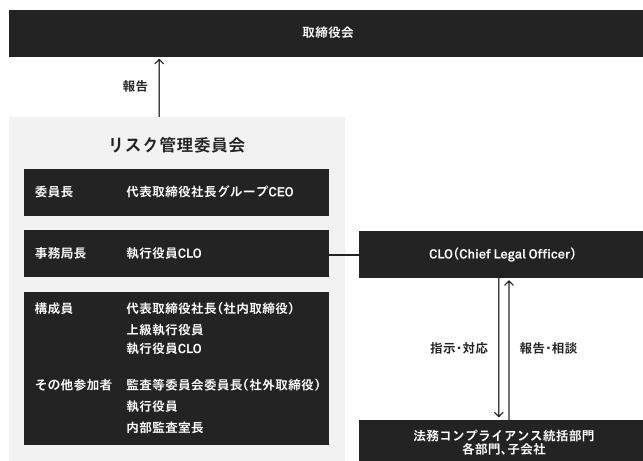 取締役会
報告
リスク管理委員会
委員長 代表取締役社長グループCEO
事務局長 執行役員CLO
CLO(Chief Legal Officer)
構成員 代表取締役社長(社内取締役)
上級執行役員
執行役員CLO
その他参加者 監査等委員会委員長(社外取締役)
執行役員
内部監査室長
指示・対応
報告・相談
法務コンプライアンス統括部門
各部門、子会社